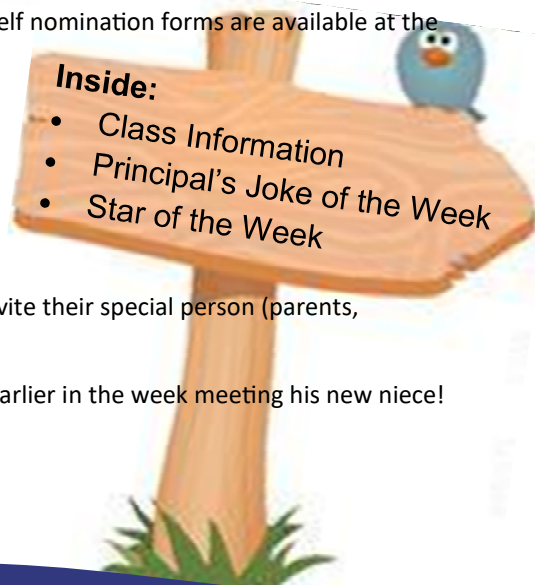 elf nomination forms are available at the
Inside:
• Class Information
• Principal's Joke of the Week
• Star of the Week
vite their special person (parents,
arlier in the week meeting his new niece!